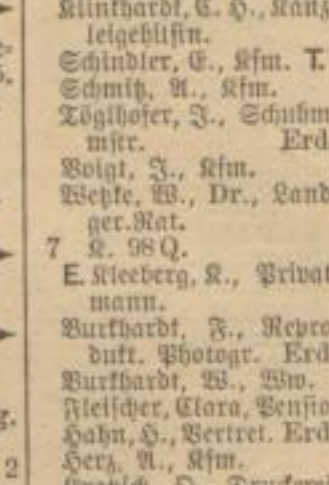 Klinkhardt, C. H., Kanz
leigehilfin.
Schindler, E., Kfm. T.
Schmitz, A., Kfm.
Töglhofer, J., Schuhm
mstr. Erd
Voigt, J., Kfm.
Wetzke, W., Dr., Land
ger.Rat.
7 K. 98 Q.
E. Kleeberg, K., Privat
mann.
Burkhardt, F., Repro
dukt. Photogr. Erd
Burkhardt, W., Ww.
g. Fleischer, Clara, Pensio
Hahn, H., Vertret. Erd
2 Herz, A., Kfm.